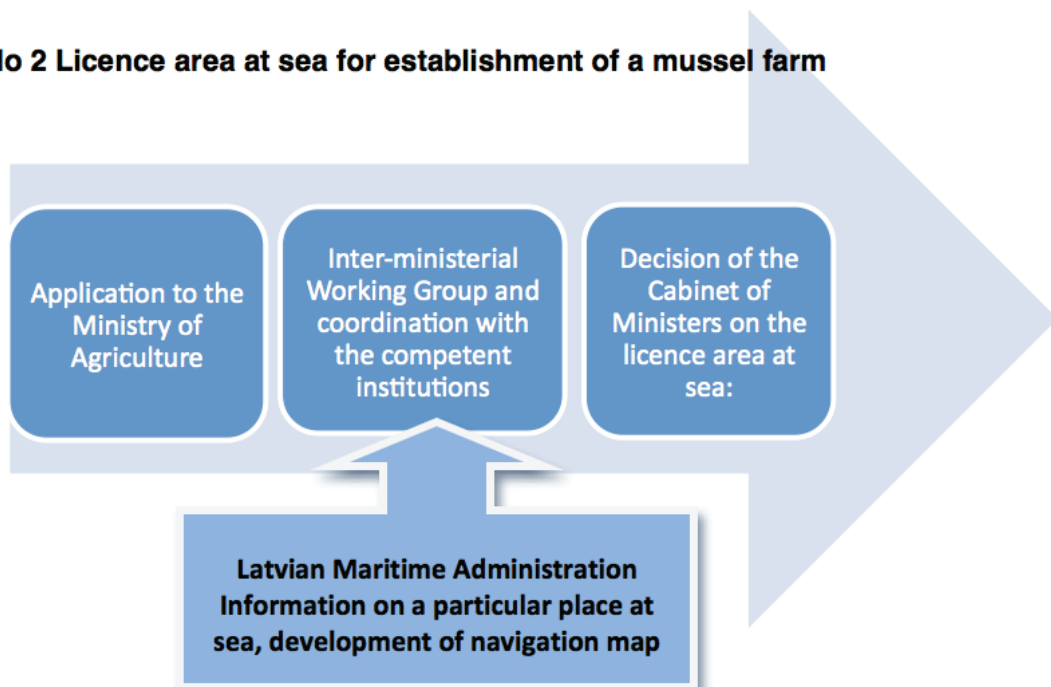 No 2 Licence area at sea for establishment of a mussel farm
Application to the
Ministry of
Agriculture
Inter-ministerial
Working Group and
coordination with
the competent
institutions
Decision of the
Cabinet of
Ministers on the
licence area at
sea:
Latvian Maritime Administration
Information on a particular place at
sea, development of navigation map